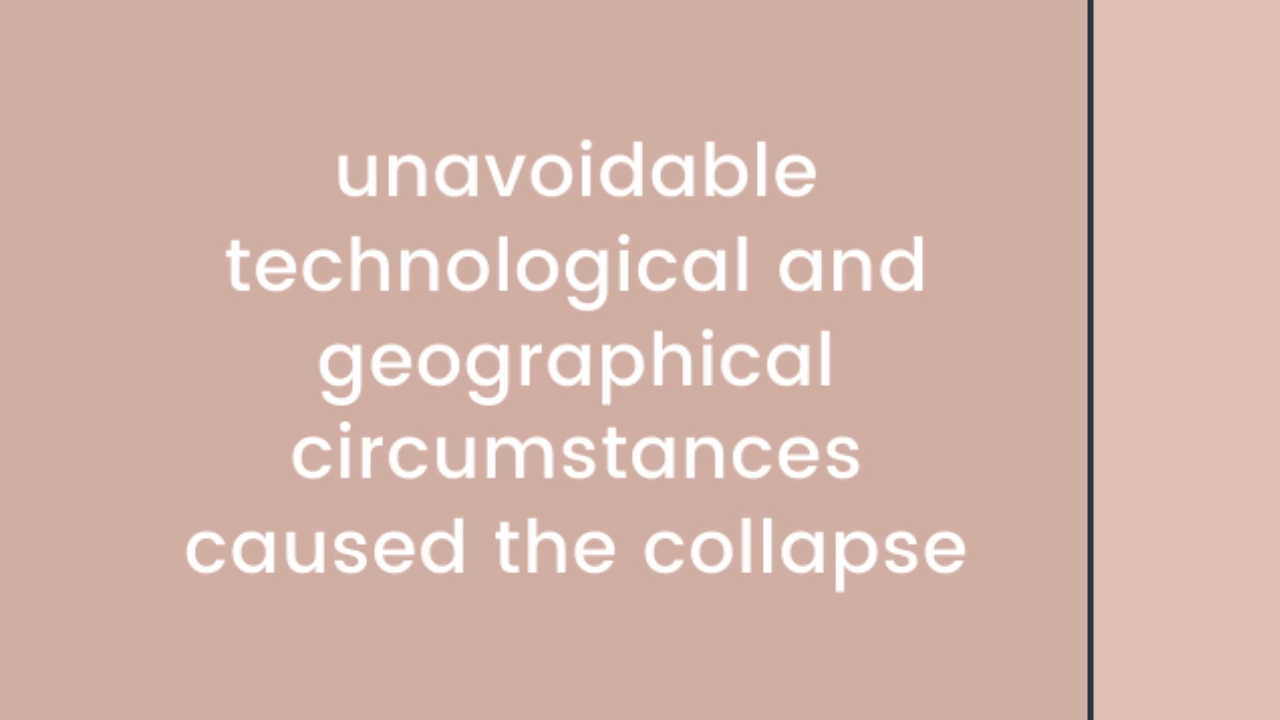 unavoidable
technological and
geographical
circumstances
caused the collapse